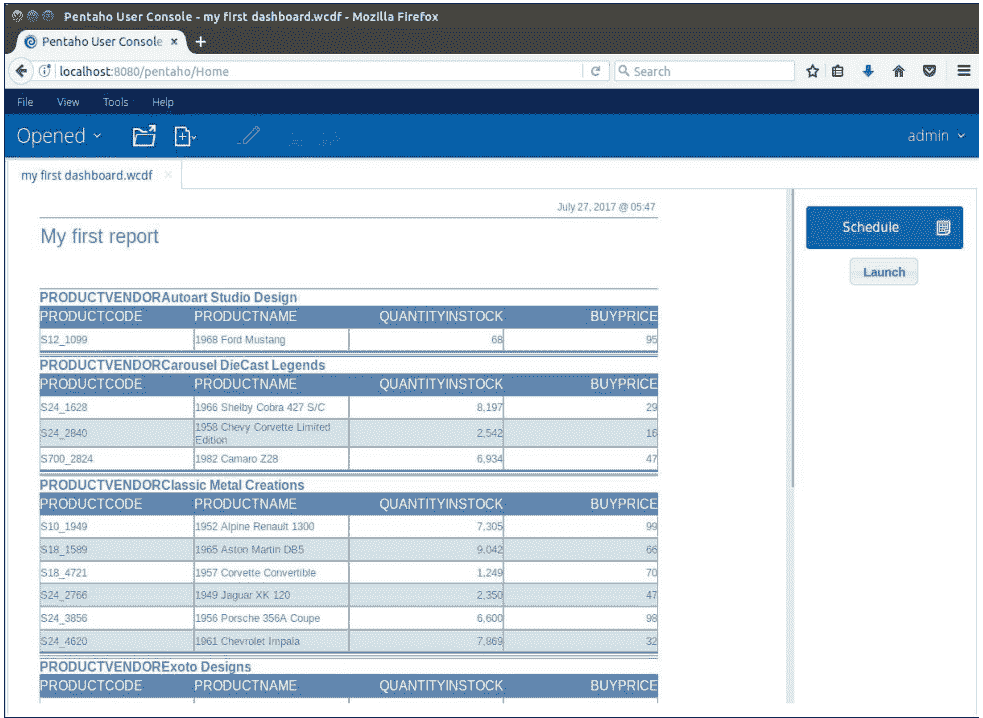 Pentaho User Console - my first dashboard.wcdf - Mozilla Firefox
Pentaho User Console × +
localhost:8080/pentaho/Home Search
File View Tools Help
Opened admin
my first dashboard.wcdf ×
July 27, 2017 @ 05:47
My first report
Schedule
Launch
PRODUCTVENDORAutoart Studio Design
PRODUCTCODE PRODUCTNAME QUANTITYINSTOCK BUYPRICE
S12_1099 1968 Ford Mustang 68 95
PRODUCTVENDORCarousel DieCast Legends
PRODUCTCODE PRODUCTNAME QUANTITYINSTOCK BUYPRICE
S24_1628 1966 Shelby Cobra 427 S/C 8,197 29
S24_2840 1958 Chevy Corvette Limited Edition 2,542 16
S700_2824 1982 Camaro Z28 6,934 47
PRODUCTVENDORClassic Metal Creations
PRODUCTCODE PRODUCTNAME QUANTITYINSTOCK BUYPRICE
S10_1949 1952 Alpine Renault 1300 7,305 99
S18_1589 1965 Aston Martin DB5 9,042 66
S18_4721 1957 Corvette Convertible 1,249 70
S24_2766 1949 Jaguar XK 120 2,350 47
S24_3856 1956 Porsche 356A Coupe 6,600 98
S24_4620 1961 Chevrolet Impala 7,869 32
PRODUCTVENDORExoto Designs
PRODUCTCODE PRODUCTNAME QUANTITYINSTOCK BUYPRICE